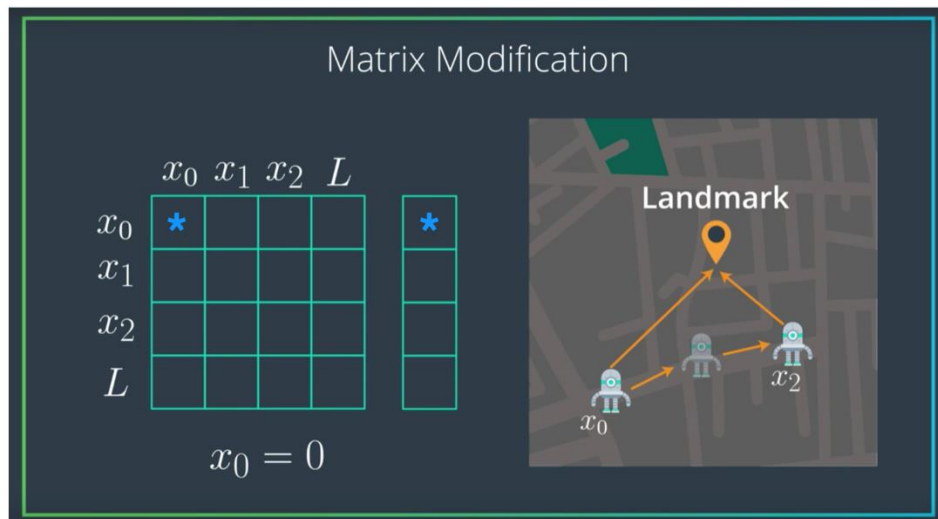 Matrix Modification
x₀ x₁ x₂ L
x₀ * *
x₁
x₂
L
x₀ = 0
Landmark
x₀
x₂